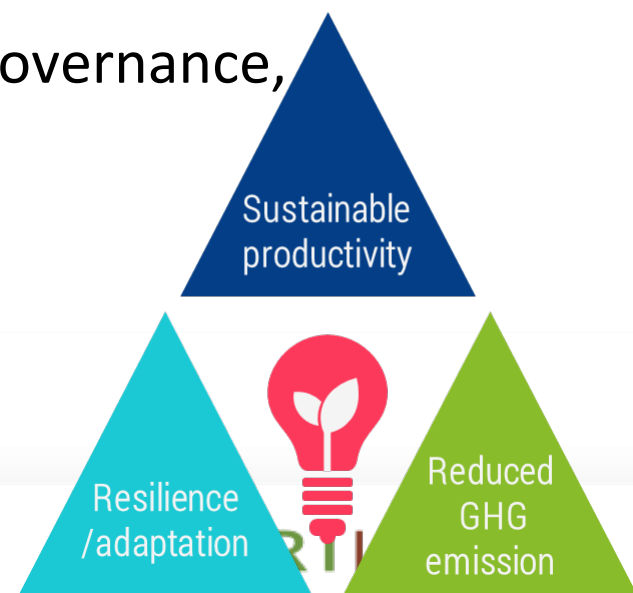 overnance,
Sustainable
productivity
Resilience
/adaptation
Reduced
GHG
emission